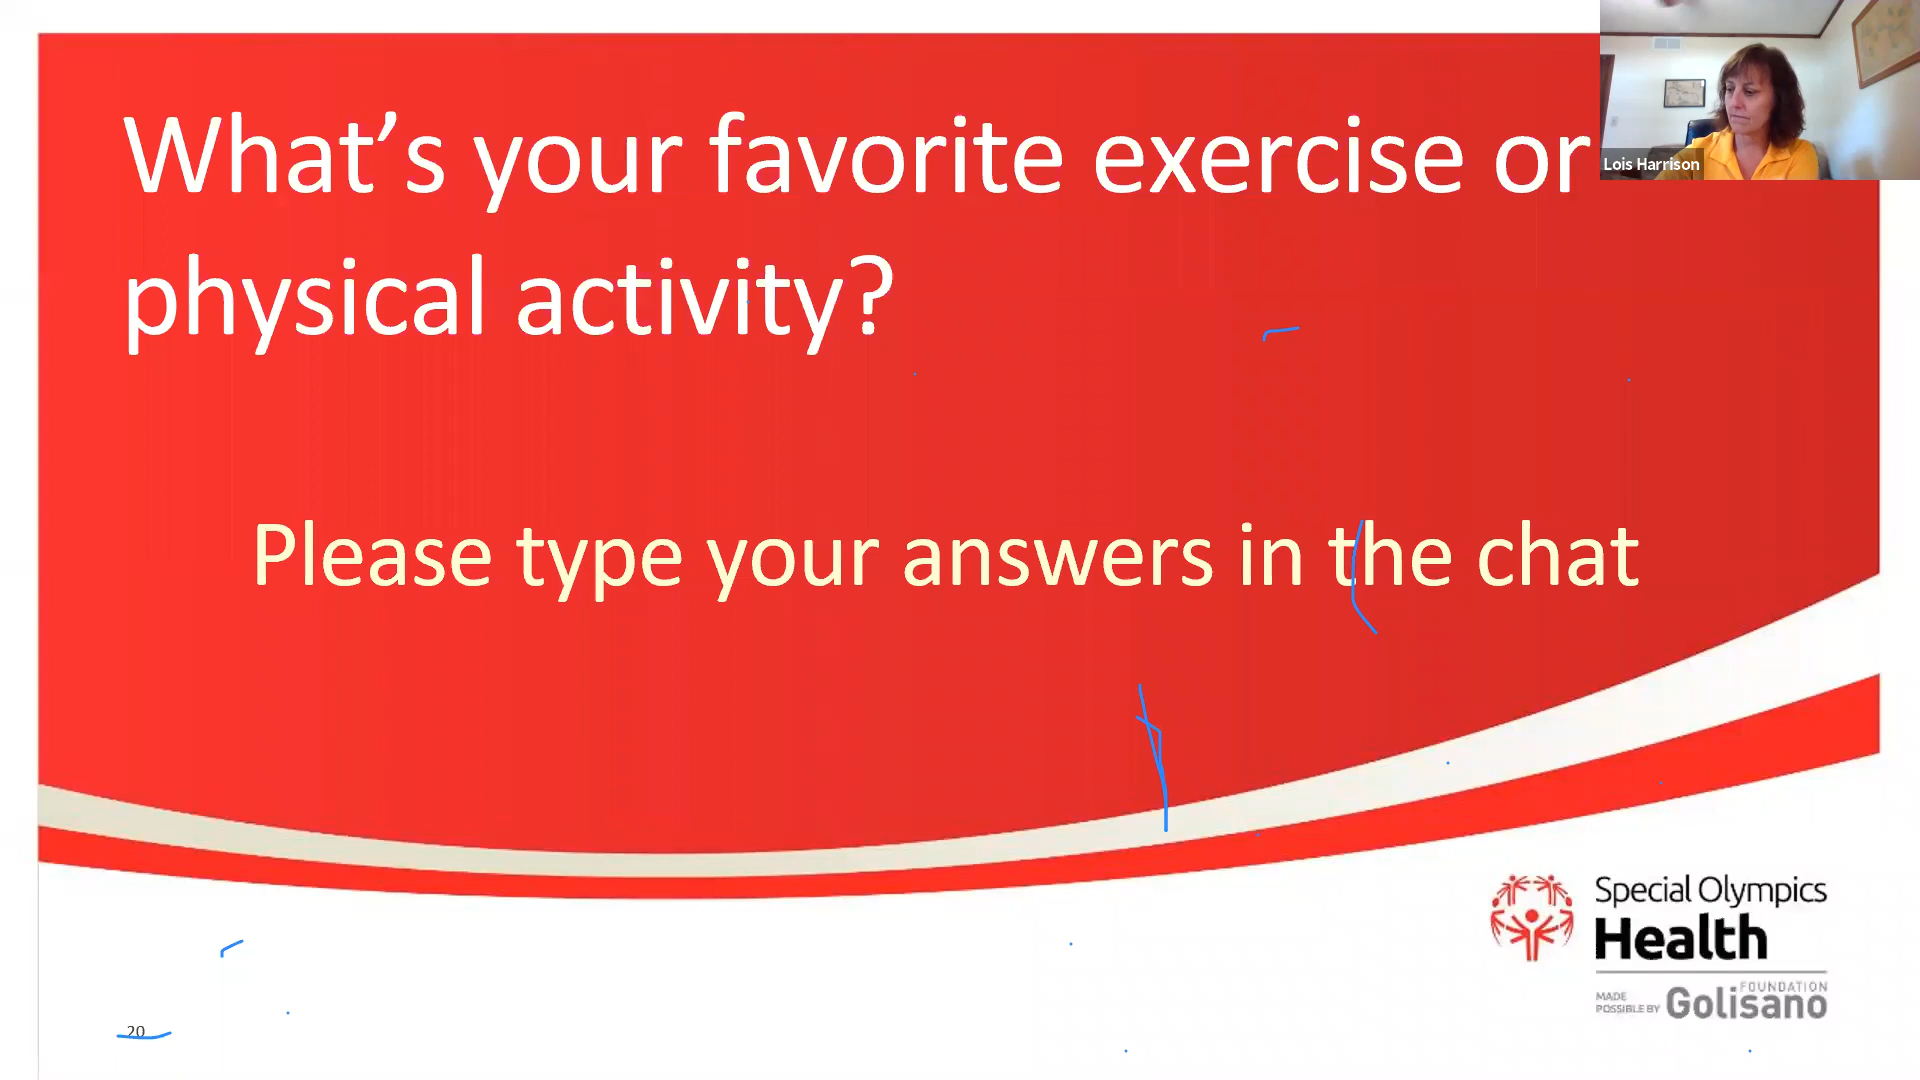 What's your favorite exercise or
physical activity?
Lois Harrison
Please type your answers in the chat
Special Olympics
Health
MADE
POSSIBLE BY
FOUNDATION
Golisano
20